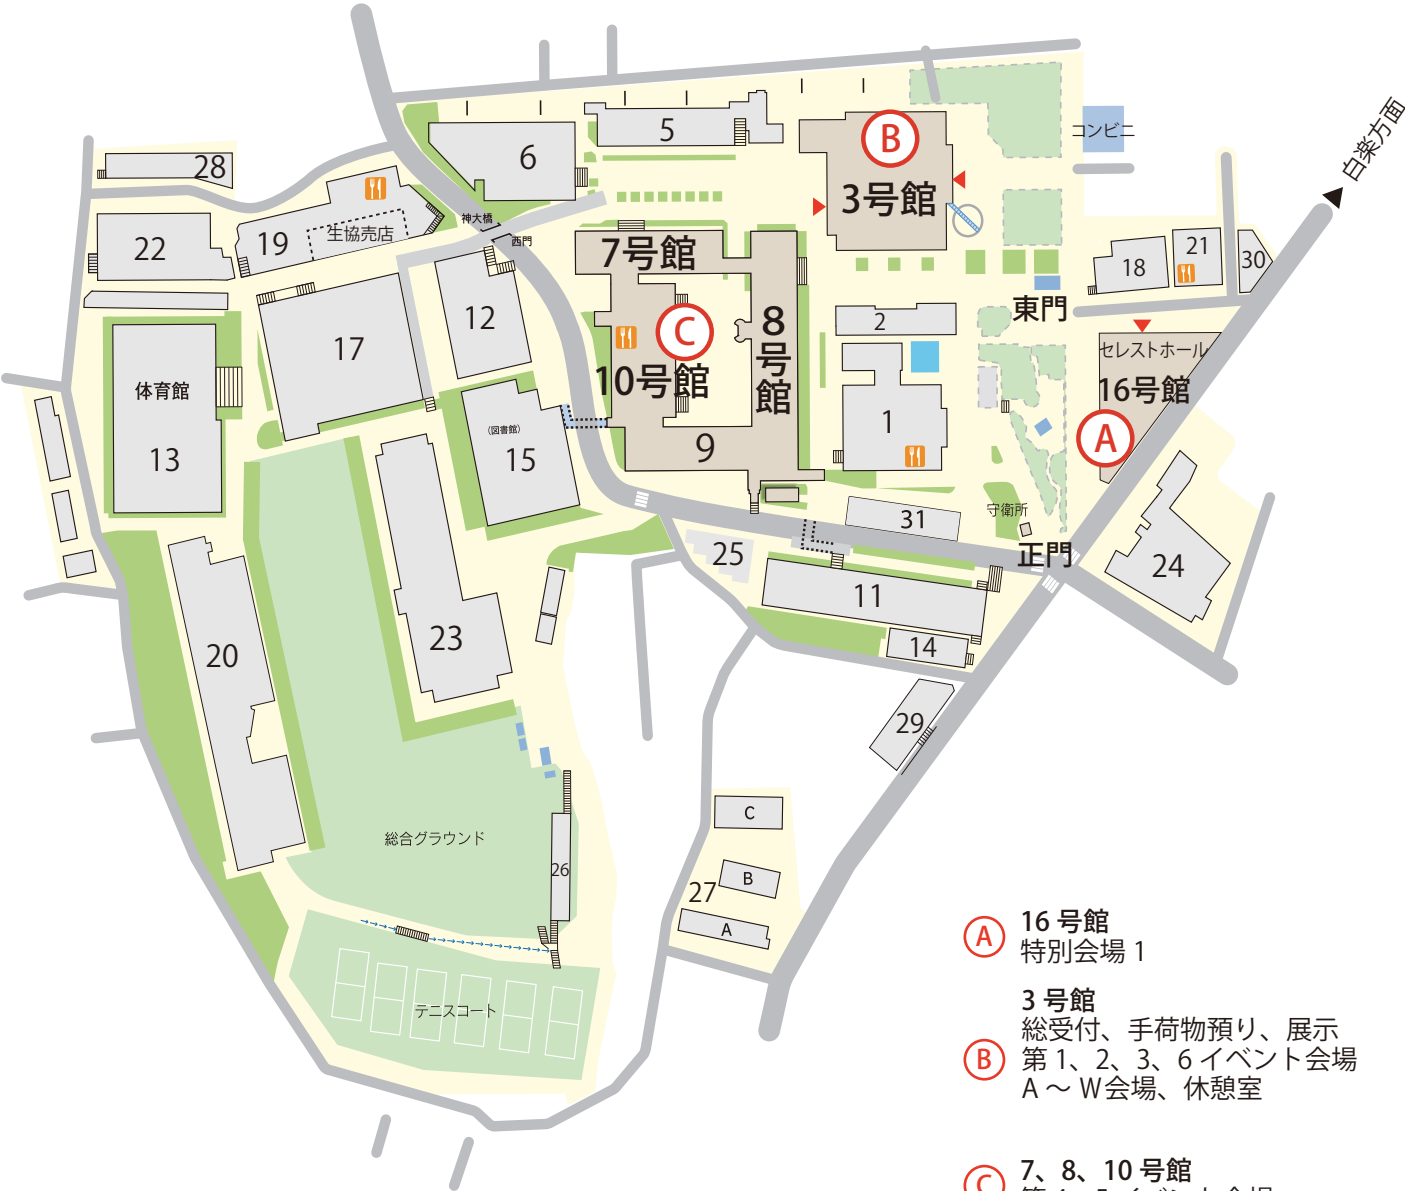 白楽方面
コンビニ
B
3号館
5
6
28
神大橋
西門
22
19
生協売店
7号館
8号館
C
10号館
9
18
21
30
東門
2
セレストホール
16号館
A
1
12
17
体育館
13
(図書館)
15
守衛所
正門
31
25
11
14
24
20
23
29
総合グラウンド
26
テニスコート
C
B
27
A
A
16 号館
特別会場 1
B
3 号館
総受付、手荷物預り、展示
第 1、2、3、6 イベント会場
A ～ W会場、休憩室
C
7、8、10 号館